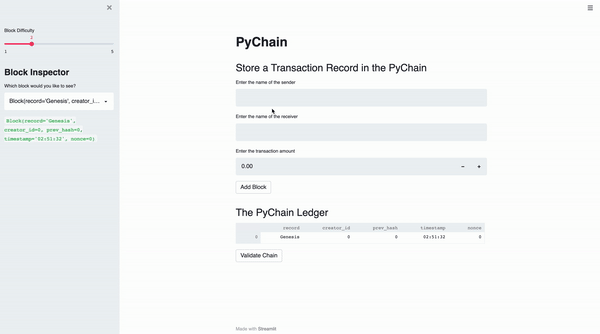 Block Difficulty
2
1 5
Block Inspector
Which block would you like to see?
Block(record='Genesis', creator_i...
Block(record='Genesis',
creator_id=0, prev_hash=0,
timestamp='02:51:32', nonce=0)
PyChain
Store a Transaction Record in the PyChain
Enter the name of the sender
Enter the name of the receiver
Enter the transaction amount
0.00 − +
Add Block
The PyChain Ledger
record creator_id prev_hash timestamp nonce
0 Genesis 0 0 02:51:32 0
Validate Chain
Made with Streamlit